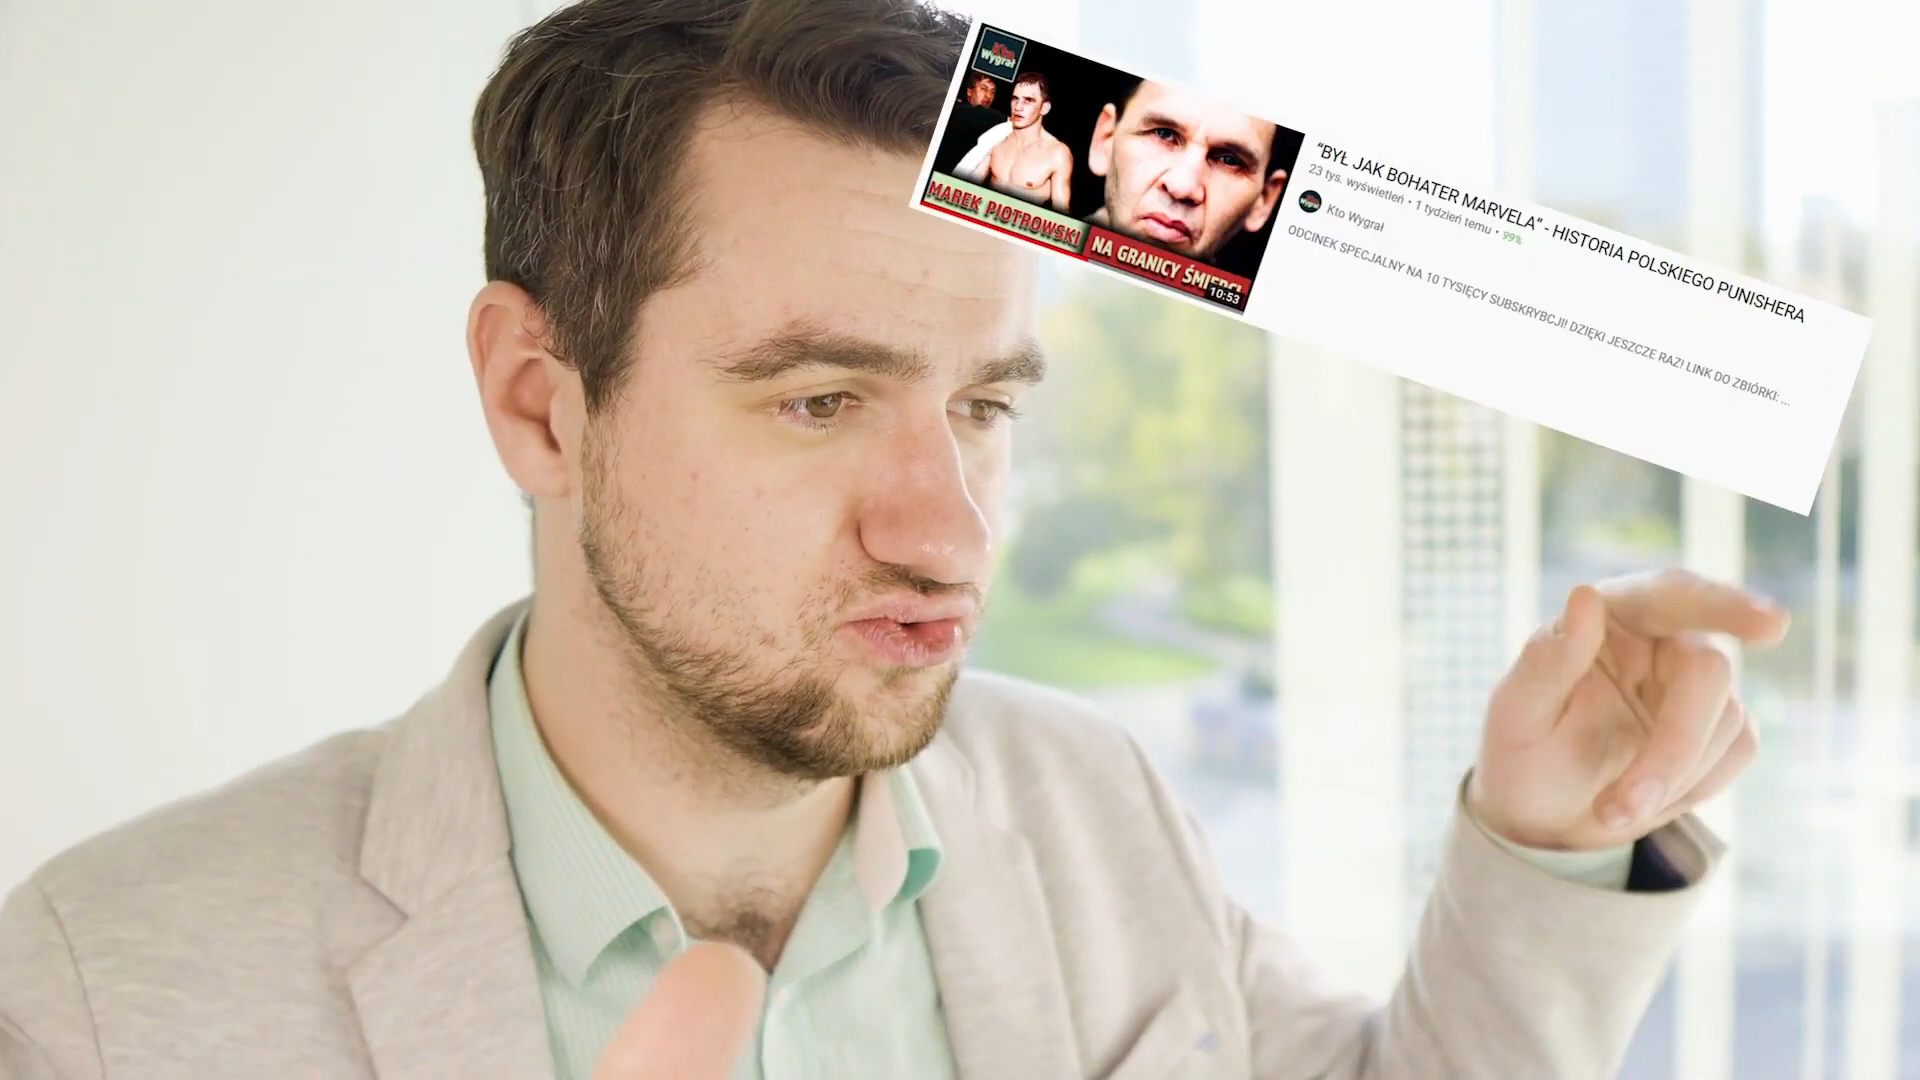 Kto
Wygrał
MAREK PIOTROWSKI
NA GRANICY ŚMIERCI
10:53
"BYŁ JAK BOHATER MARVELA" - HISTORIA POLSKIEGO PUNISHERA
23 tys. wyświetleń • 1 tydzień temu • 99%
Kto Wygrał
ODCINEK SPECJALNY NA 10 TYSIĘCY SUBSKRYBCJI! DZIĘKI JESZCZE RAZ! LINK DO ZBIÓRKI: ...